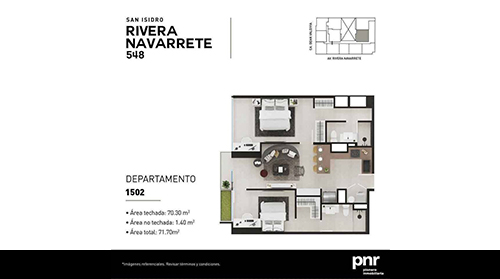 SAN ISIDRO
RIVERA
NAVARRETE
548
AV. RIVERA NAVARRETE
DEPARTAMENTO
1502
• Área techada: 70.30 m²
• Área no techada: 1.40 m²
• Área total: 71.70m²
*Imágenes referenciales. Revisar términos y condiciones.
pnr
pionero
inmobiliaria